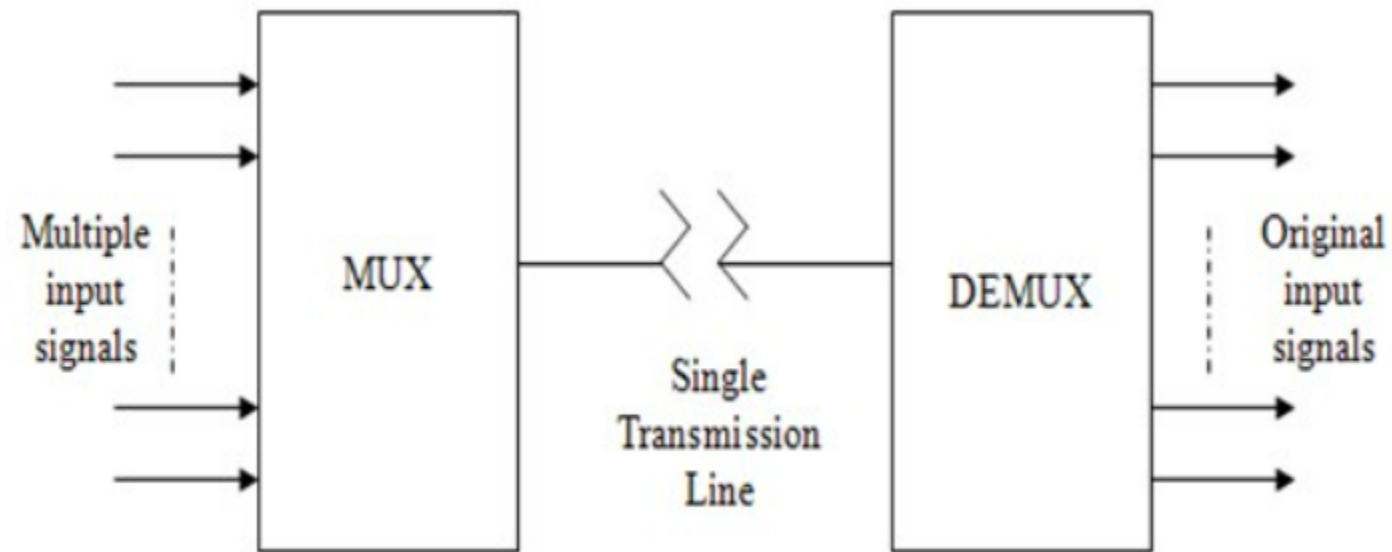 Multiple
input
signals
MUX
Single
Transmission
Line
DEMUX
Original
input
signals